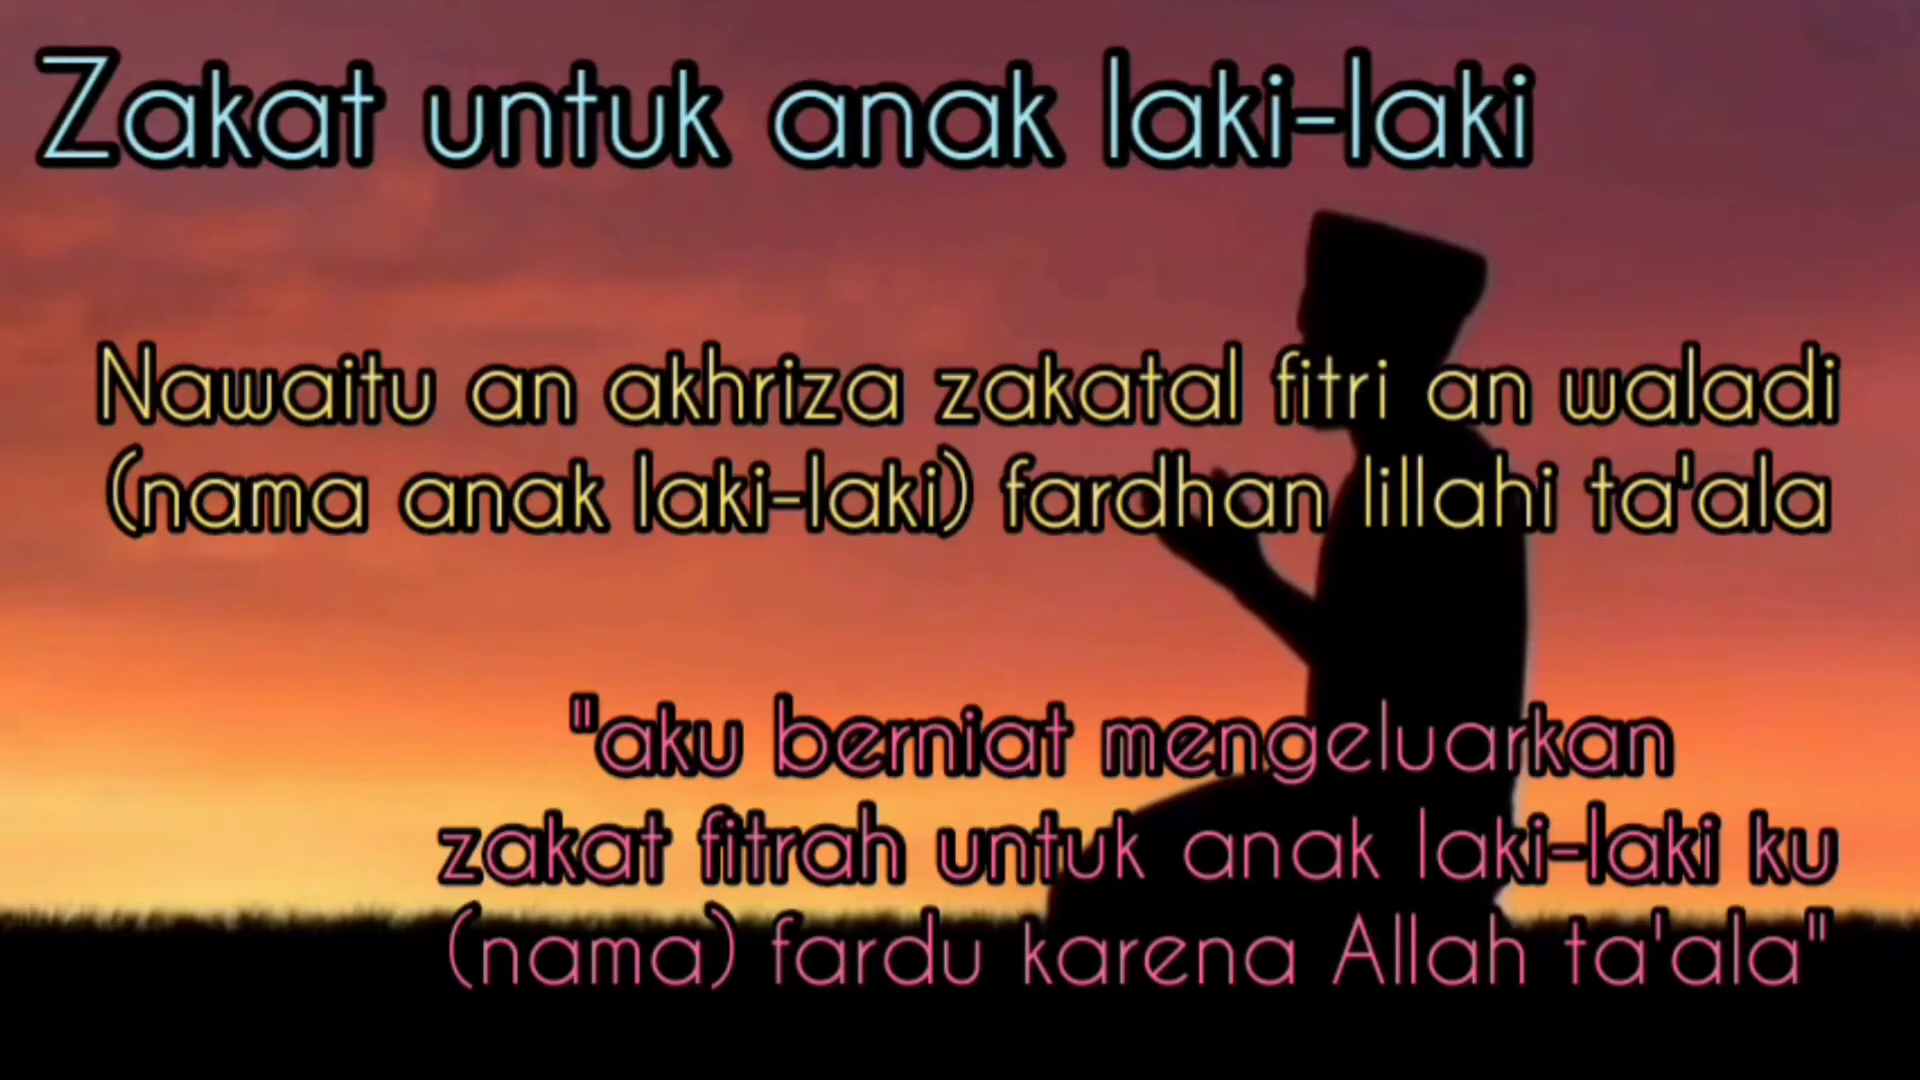 Zakat untuk anak laki-laki
Nawaitu an akhriza zakatal fitri an waladi
(nama anak laki-laki) fardhan lillahi ta'ala
"aku berniat mengeluarkan
zakat fitrah untuk anak laki-laki ku
(nama) fardu karena Allah ta'ala"